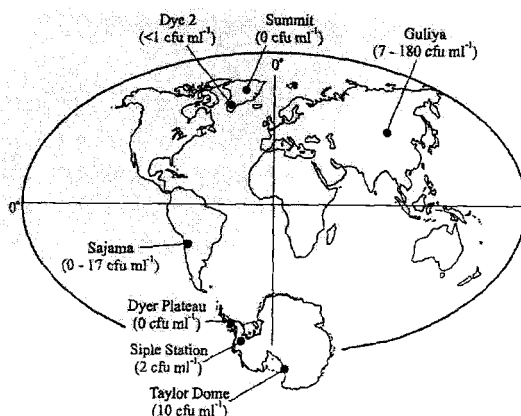 Dye 2
(<1 cfu ml⁻¹)
Summit
(0 cfu ml⁻¹)
Guliya
(7 - 180 cfu ml⁻¹)
0°
0°
Sajama
(0 - 17 cfu ml⁻¹)
Dyer Plateau
(0 cfu ml⁻¹)
Siple Station
(2 cfu ml⁻¹)
Taylor Dome
(10 cfu ml⁻¹)